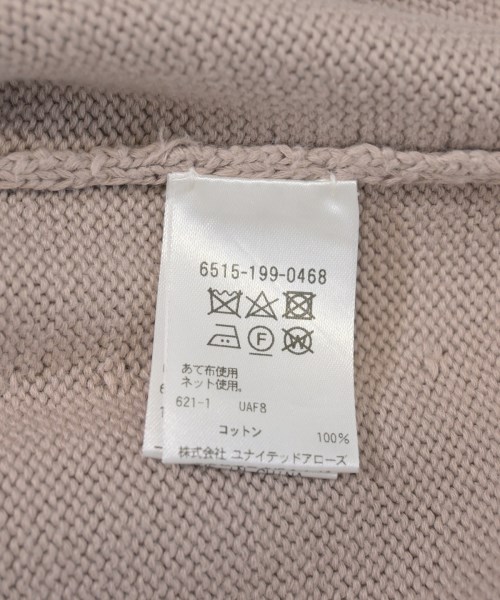 6515-199-0468
F W
あて布使用
ネット使用。
621-1 UAF8
コットン 100%
株式会社 ユナイテッドアローズ